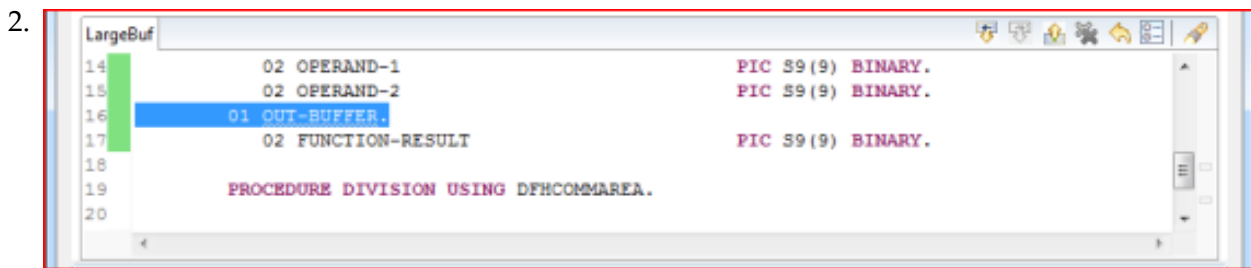 2.
LargeBuf
14 02 OPERAND-1 PIC S9(9) BINARY.
15 02 OPERAND-2 PIC S9(9) BINARY.
16 01 OUT-BUFFER.
17 02 FUNCTION-RESULT PIC S9(9) BINARY.
18
19 PROCEDURE DIVISION USING DFHCOMMAREA.
20